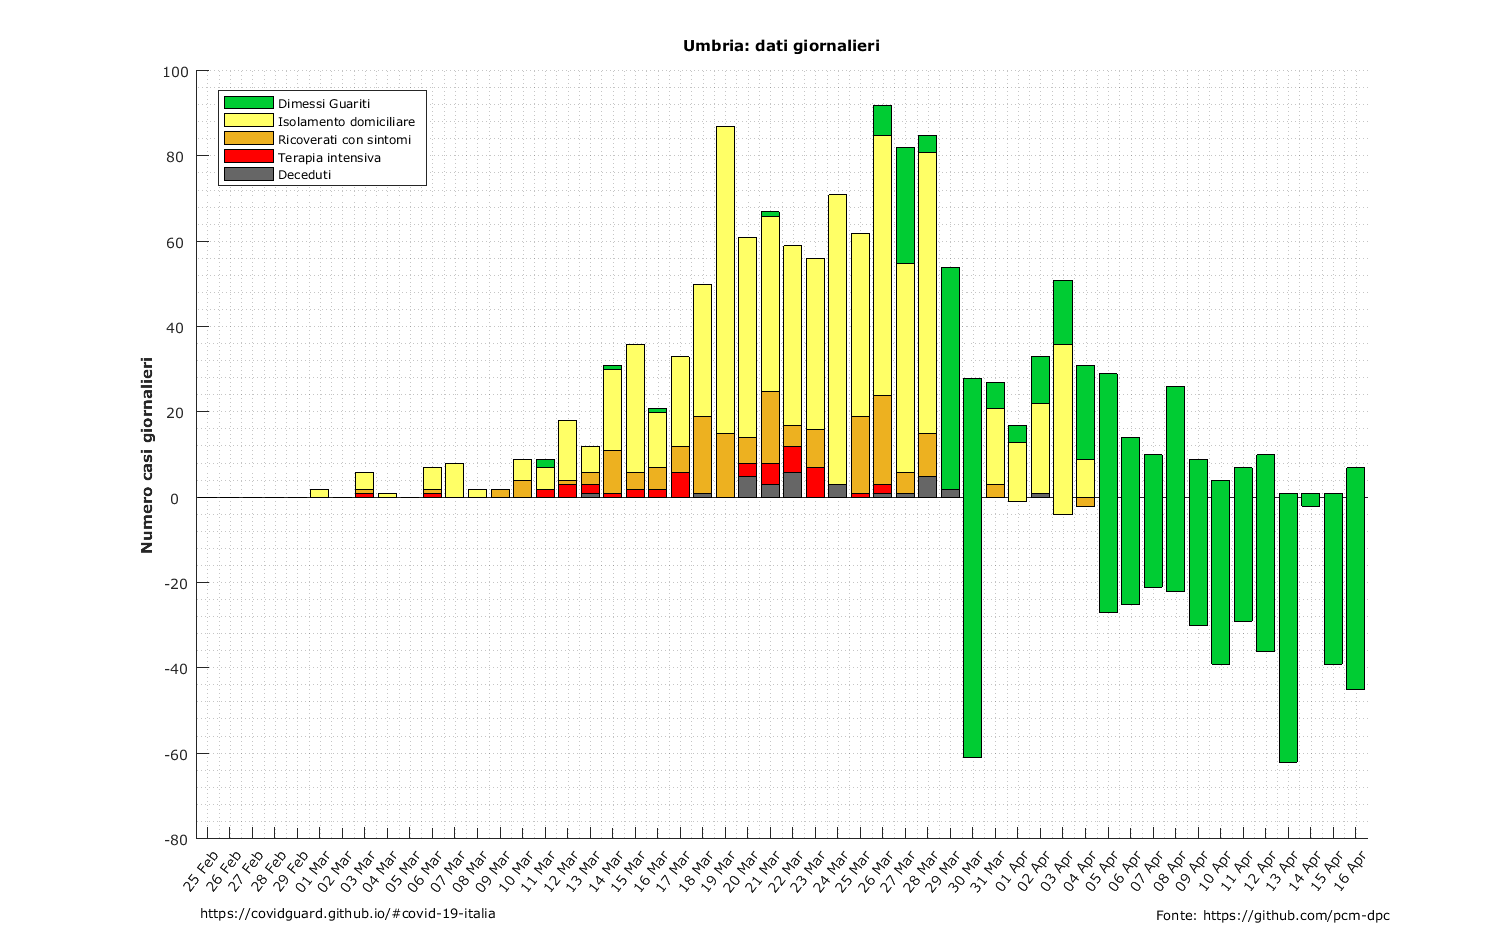 Umbria: dati giornalieri
100
80
60
40
20
0
-20
-40
-60
-80
Numero casi giornalieri
Dimessi Guariti
Isolamento domiciliare
Ricoverati con sintomi
Terapia intensiva
Deceduti
25 Feb
26 Feb
27 Feb
28 Feb
29 Feb
01 Mar
02 Mar
03 Mar
04 Mar
05 Mar
06 Mar
07 Mar
08 Mar
09 Mar
10 Mar
11 Mar
12 Mar
13 Mar
14 Mar
15 Mar
16 Mar
17 Mar
18 Mar
19 Mar
20 Mar
21 Mar
22 Mar
23 Mar
24 Mar
25 Mar
26 Mar
27 Mar
28 Mar
29 Mar
30 Mar
31 Mar
01 Apr
02 Apr
03 Apr
04 Apr
05 Apr
06 Apr
07 Apr
08 Apr
09 Apr
10 Apr
11 Apr
12 Apr
13 Apr
14 Apr
15 Apr
16 Apr
https://covidguard.github.io/#covid-19-italia
Fonte: https://github.com/pcm-dpc